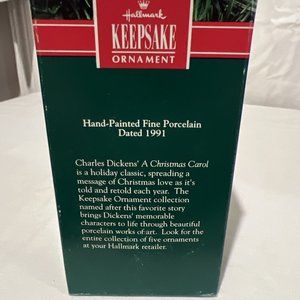 Hallmark
KEEPSAKE
ORNAMENT
Hand-Painted Fine Porcelain
Dated 1991
Charles Dickens' A Christmas Carol
is a holiday classic, spreading a
message of Christmas love as it's
told and retold each year. The
Keepsake Ornament collection
named after this favorite story
brings Dickens' memorable
characters to life through beautiful
porcelain works of art. Look for the
entire collection of five ornaments
at your Hallmark retailer.